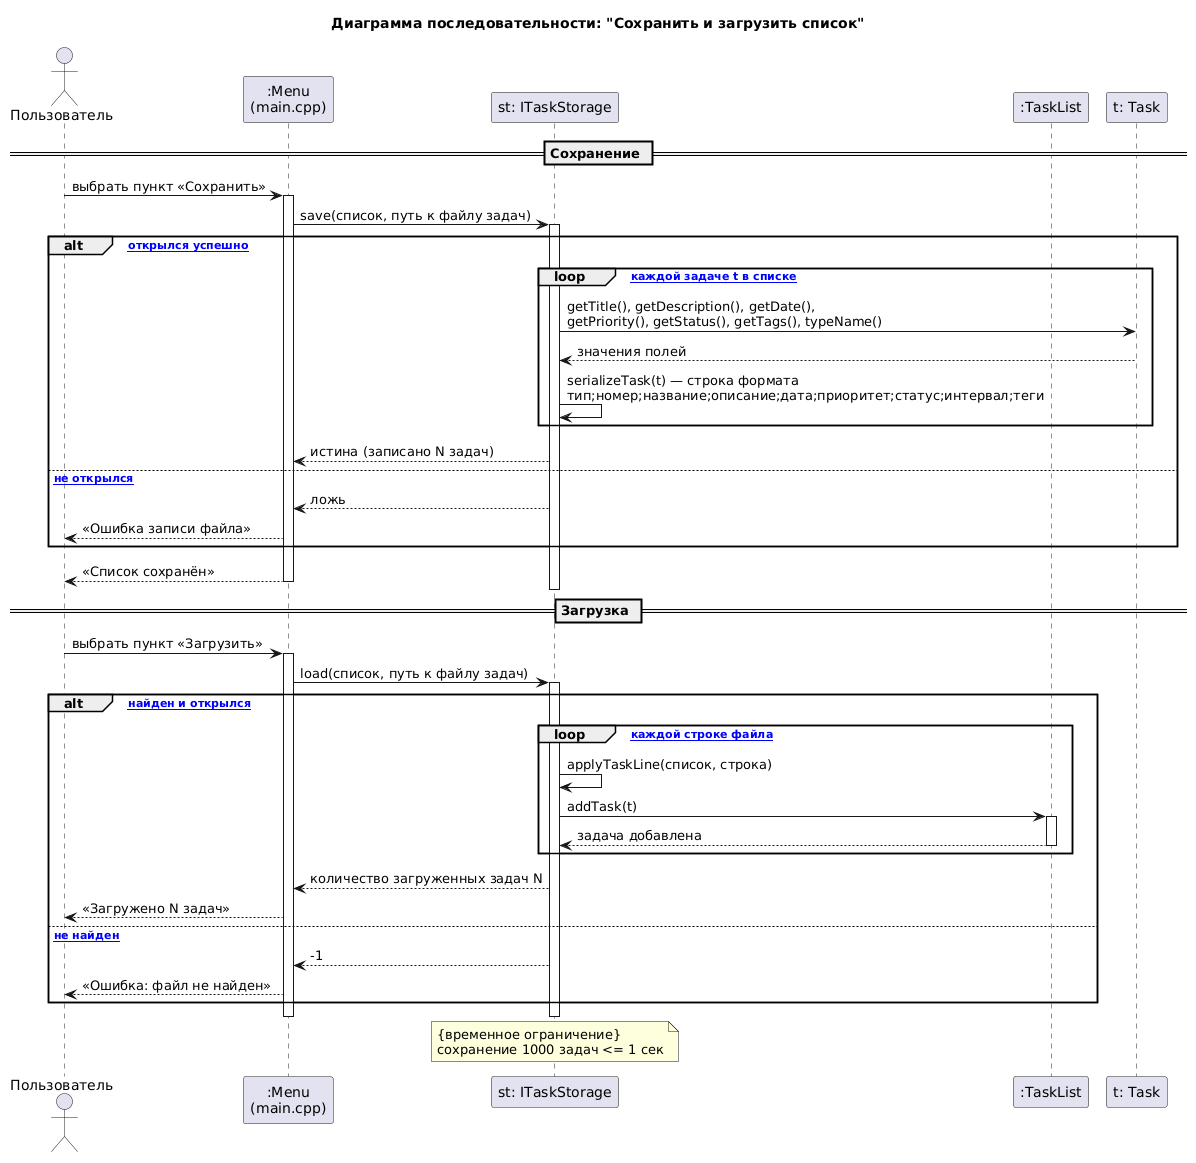 Диаграмма последовательности: "Сохранить и загрузить список"
Пользователь
:Menu
(main.cpp)
st: ITaskStorage
:TaskList
t: Task
Сохранение
выбрать пункт «Сохранить»
save(список, путь к файлу задач)
alt
открылся успешно
loop
каждой задаче t в списке
getTitle(), getDescription(), getDate(),
getPriority(), getStatus(), getTags(), typeName()
значения полей
serializeTask(t) — строка формата
тип;номер;название;описание;дата;приоритет;статус;интервал;теги
истина (записано N задач)
не открылся
ложь
«Ошибка записи файла»
«Список сохранён»
Загрузка
выбрать пункт «Загрузить»
load(список, путь к файлу задач)
alt
найден и открылся
loop
каждой строке файла
applyTaskLine(список, строка)
addTask(t)
задача добавлена
количество загруженных задач N
«Загружено N задач»
не найден
-1
«Ошибка: файл не найден»
{временное ограничение}
сохранение 1000 задач <= 1 сек
Пользователь
:Menu
(main.cpp)
st: ITaskStorage
:TaskList
t: Task